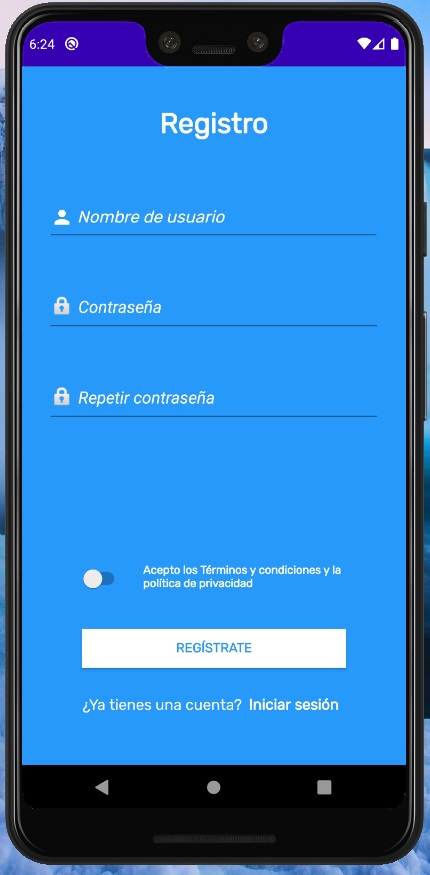 6:24
Registro
Nombre de usuario
Contraseña
Repetir contraseña
Acepto los Términos y condiciones y la
política de privacidad
REGÍSTRATE
¿Ya tienes una cuenta? Iniciar sesión